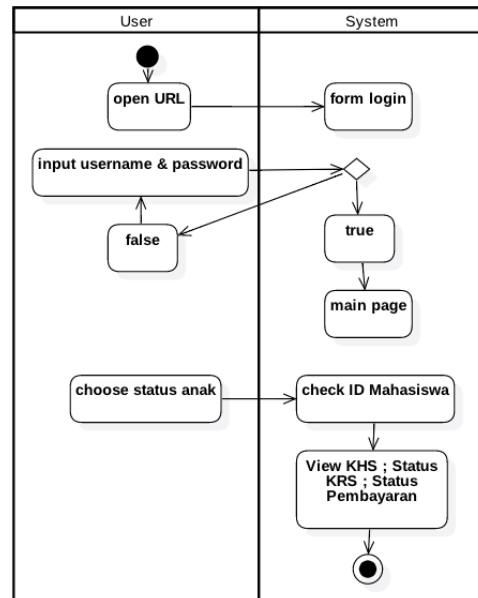 User
System
open URL
form login
input username & password
false
true
main page
choose status anak
check ID Mahasiswa
View KHS ; Status
KRS ; Status
Pembayaran